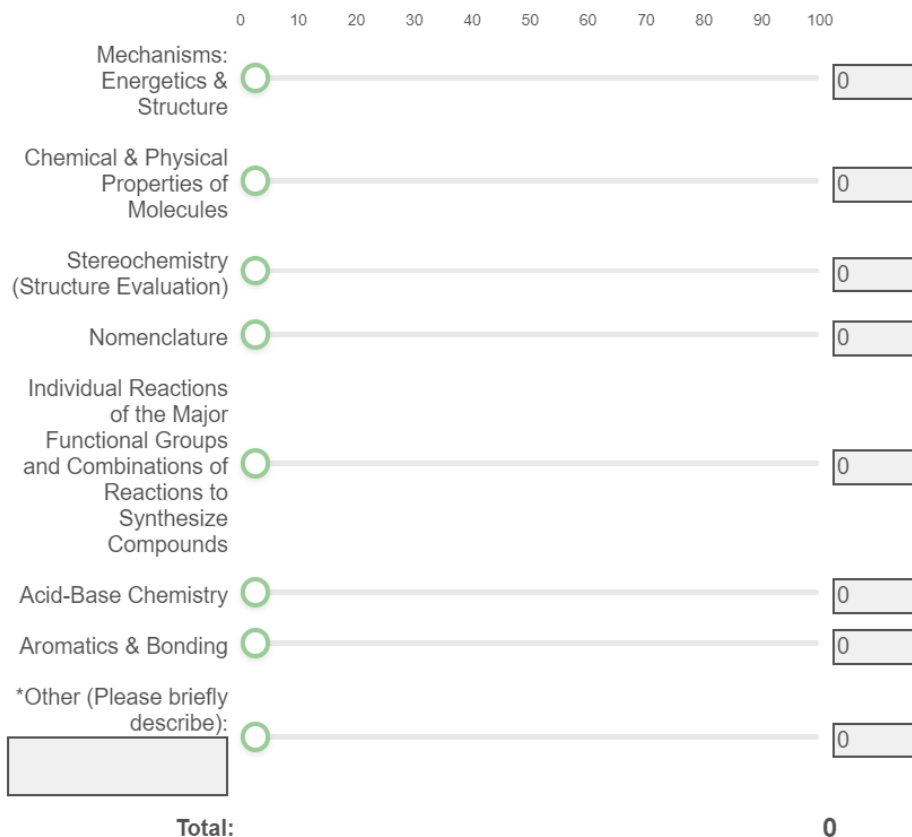 0 10 20 30 40 50 60 70 80 90 100
Mechanisms:
Energetics &
Structure
0
Chemical & Physical
Properties of
Molecules
0
Stereochemistry
(Structure Evaluation)
0
Nomenclature
0
Individual Reactions
of the Major
Functional Groups
and Combinations of
Reactions to
Synthesize
Compounds
0
Acid-Base Chemistry
0
Aromatics & Bonding
0
*Other (Please briefly
describe):
0
Total: 0